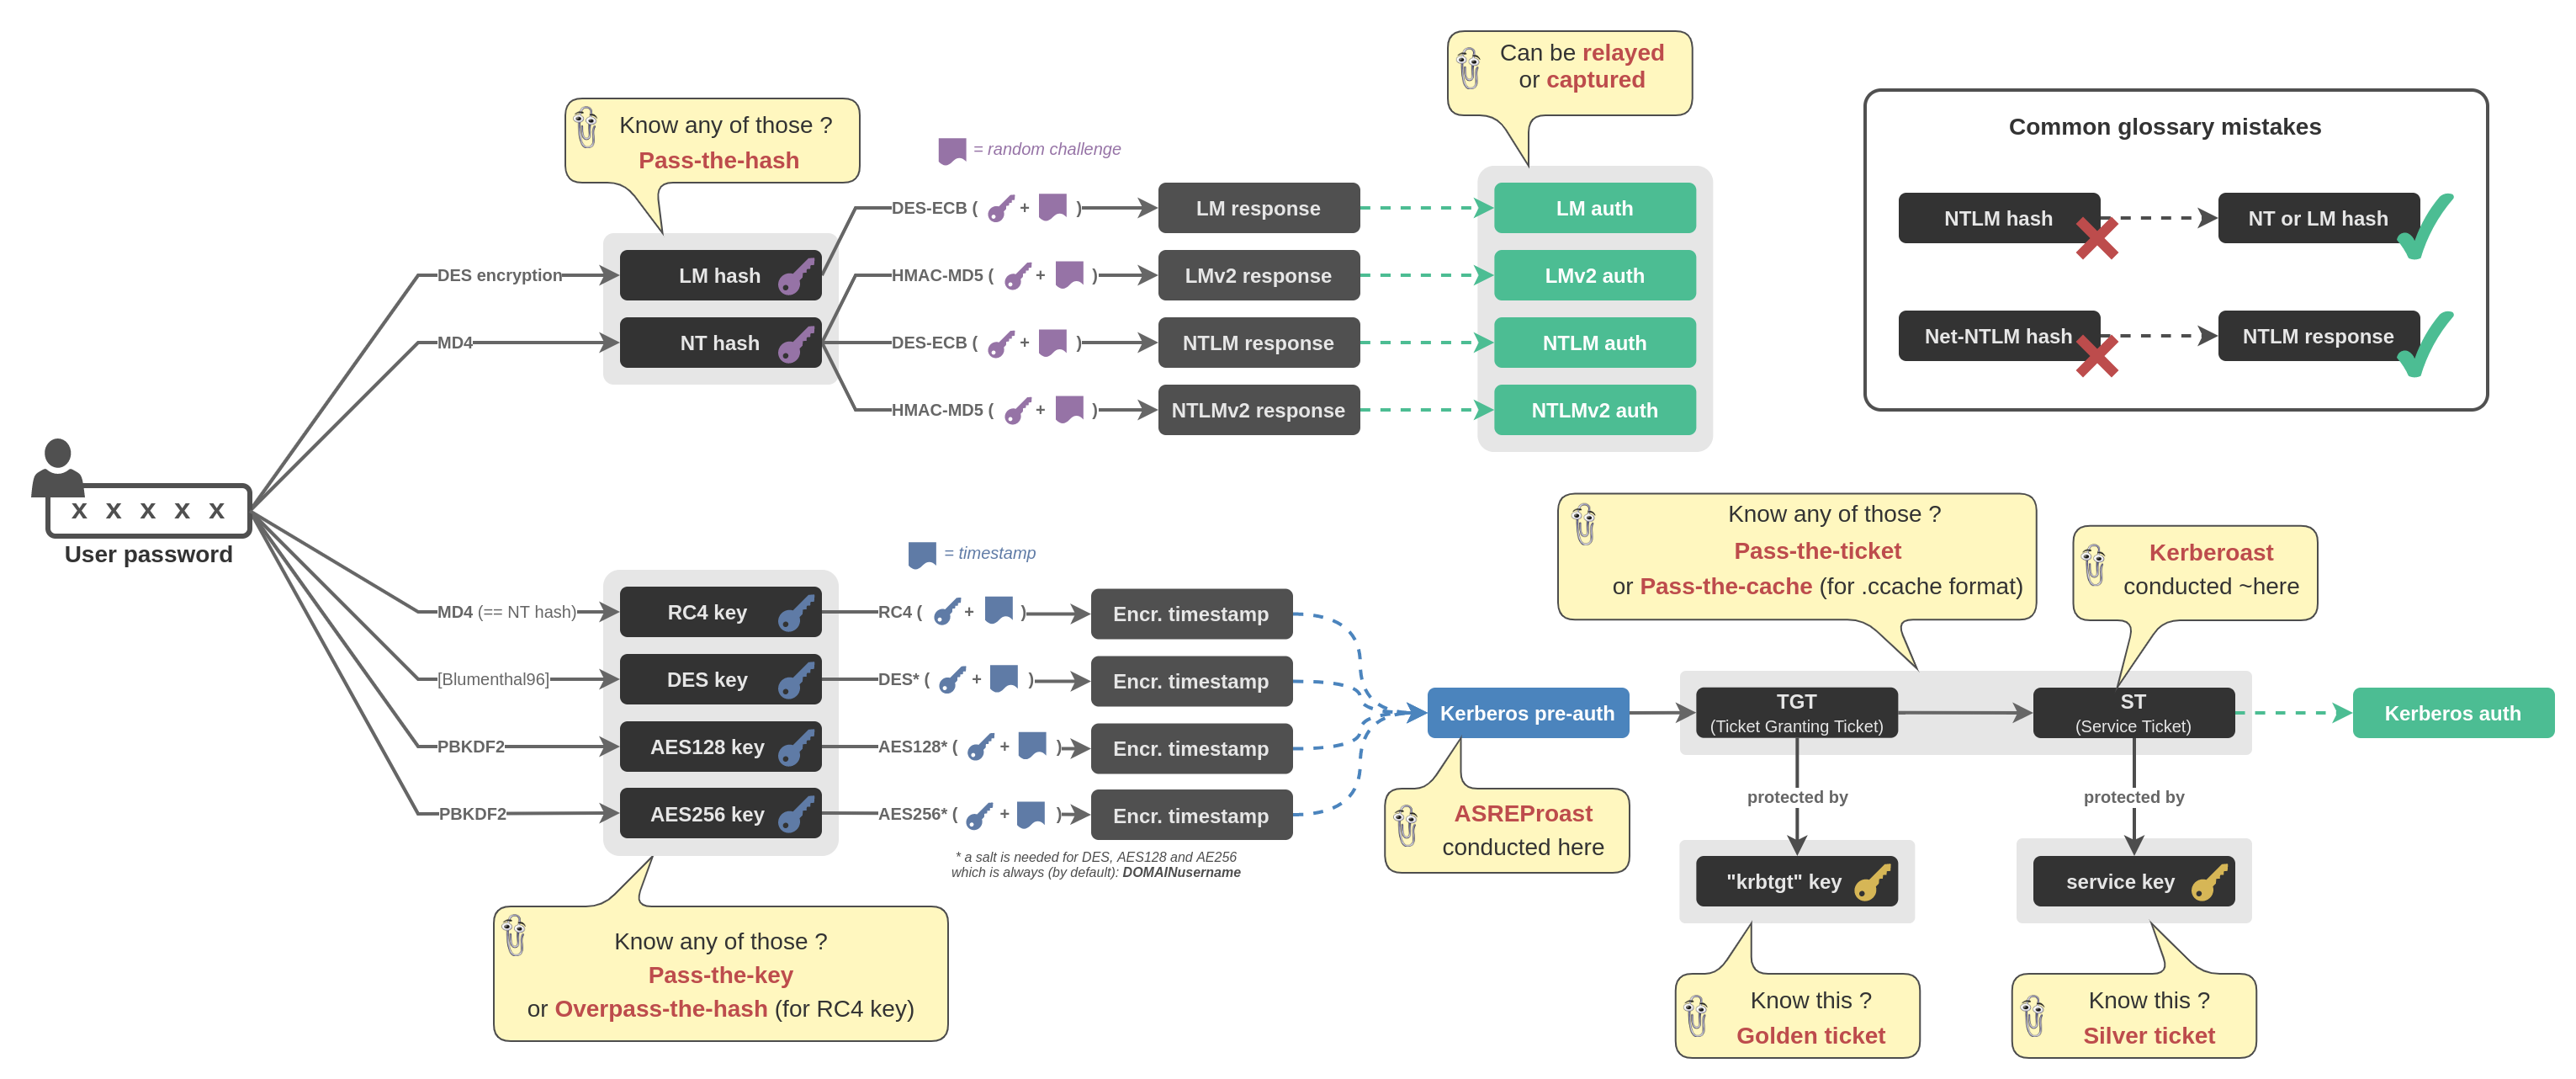 Can be relayed
or captured
Know any of those ?
Pass-the-hash
= random challenge
Common glossary mistakes
NTLM hash
NT or LM hash
Net-NTLM hash
NTLM response
DES encryption
LM hash
DES-ECB ( + )
LM response
LM auth
HMAC-MD5 ( + )
LMv2 response
LMv2 auth
MD4
NT hash
DES-ECB ( + )
NTLM response
NTLM auth
HMAC-MD5 ( + )
NTLMv2 response
NTLMv2 auth
x x x x x
User password
= timestamp
Know any of those ?
Pass-the-ticket
or Pass-the-cache (for .ccache format)
Kerberoast
conducted ~here
MD4 (== NT hash)
RC4 key
RC4 ( + )
Encr. timestamp
[Blumenthal96]
DES key
DES* ( + )
Encr. timestamp
PBKDF2
AES128 key
AES128* ( + )
Encr. timestamp
PBKDF2
AES256 key
AES256* ( + )
Encr. timestamp
* a salt is needed for DES, AES128 and AE256
which is always (by default): DOMAINusername
Kerberos pre-auth
TGT
(Ticket Granting Ticket)
ST
(Service Ticket)
Kerberos auth
protected by
protected by
ASREProast
conducted here
"krbtgt" key
service key
Know any of those ?
Pass-the-key
or Overpass-the-hash (for RC4 key)
Know this ?
Golden ticket
Know this ?
Silver ticket